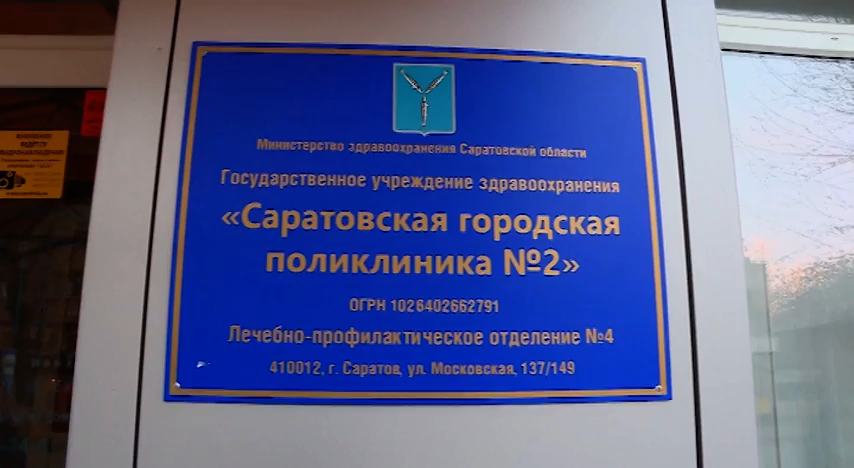 Министерство здравоохранения Саратовской области
Государственное учреждение здравоохранения
«Саратовская городская
поликлиника №2»
ОГРН 1026402662791
Лечебно-профилактическое отделение №4
410012, г. Саратов, ул. Московская, 137/149